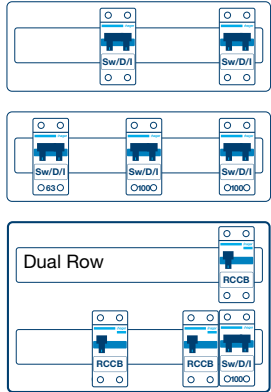 Sw/D/I Sw/D/I
Sw/D/I Sw/D/I Sw/D/I
63 100 100
Dual Row
RCCB
RCCB RCCB Sw/D/I
100